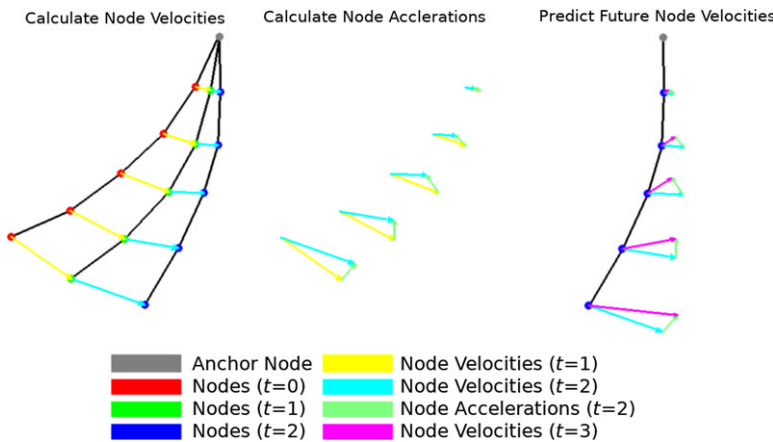 Calculate Node Velocities
Calculate Node Acclerations
Predict Future Node Velocities
Anchor Node
Nodes (t=0)
Nodes (t=1)
Nodes (t=2)
Node Velocities (t=1)
Node Velocities (t=2)
Node Accelerations (t=2)
Node Velocities (t=3)